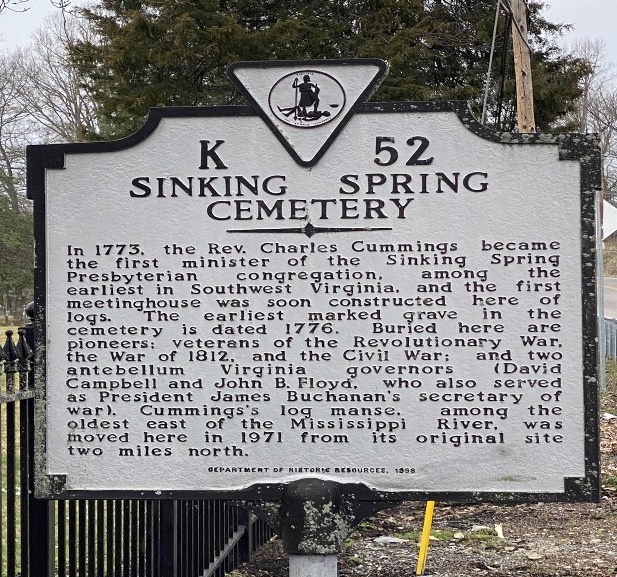 K 52
SINKING SPRING
CEMETERY
In 1773, the Rev. Charles Cummings became
the first minister of the Sinking Spring
Presbyterian congregation, among the
earliest in Southwest Virginia, and the first
meetinghouse was soon constructed here of
logs. The earliest marked grave in the
cemetery is dated 1776. Buried here are
pioneers; veterans of the Revolutionary War,
the War of 1812, and the Civil War; and two
antebellum Virginia governors (David
Campbell and John B. Floyd, who also served
as President James Buchanan's secretary of
war). Cummings's log manse, among the
oldest east of the Mississippi River, was
moved here in 1971 from its original site
two miles north.
DEPARTMENT OF HISTORIC RESOURCES, 1998